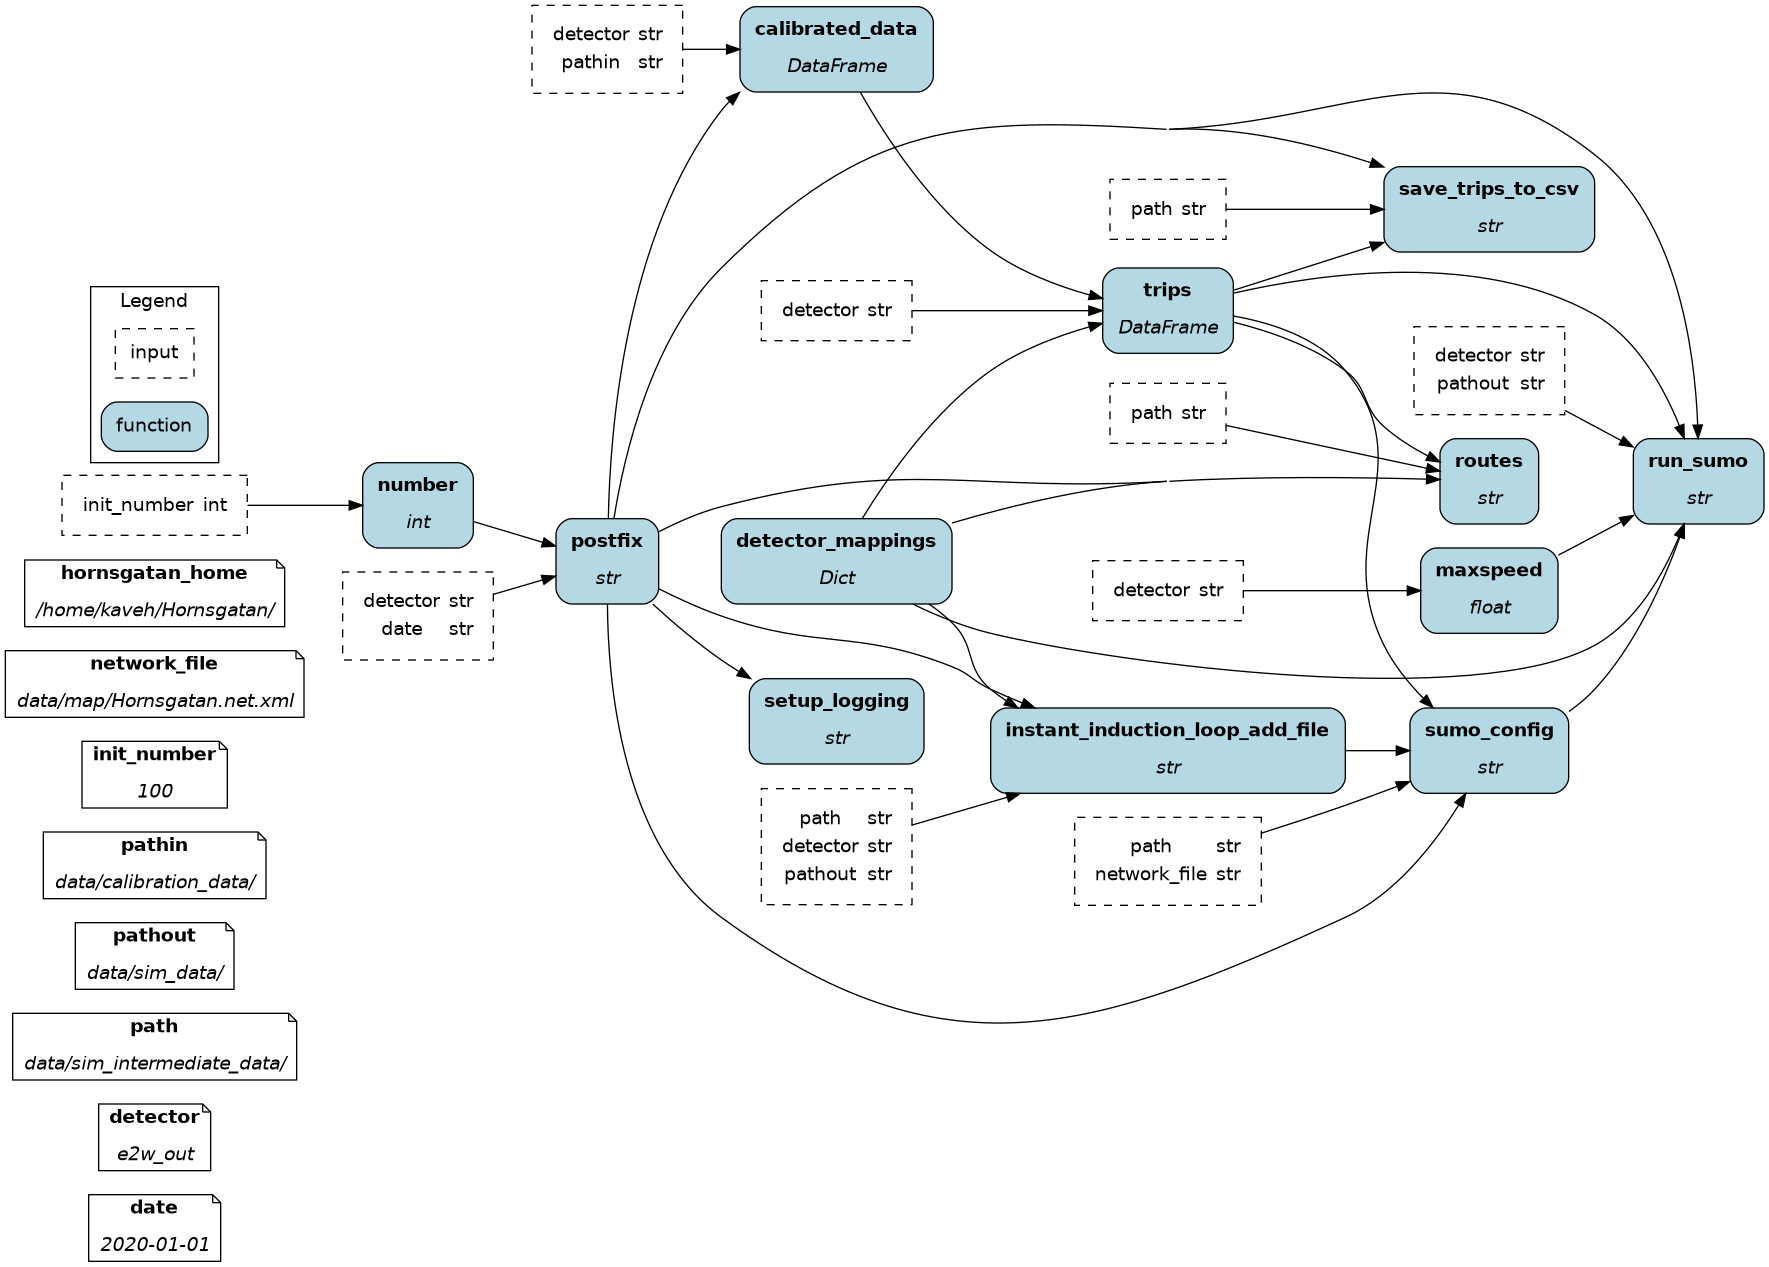 detector str
pathin str
calibrated_data
DataFrame
path str
save_trips_to_csv
str
Legend
input
function
detector str
trips
DataFrame
detector str
pathout str
path str
routes
str
run_sumo
str
init_number int
number
int
postfix
str
detector str
date str
detector_mappings
Dict
detector str
maxspeed
float
hornsgatan_home
/home/kaveh/Hornsgatan/
network_file
data/map/Hornsgatan.net.xml
setup_logging
str
instant_induction_loop_add_file
str
sumo_config
str
init_number
100
path str
detector str
pathout str
path str
network_file str
pathin
data/calibration_data/
pathout
data/sim_data/
path
data/sim_intermediate_data/
detector
e2w_out
date
2020-01-01